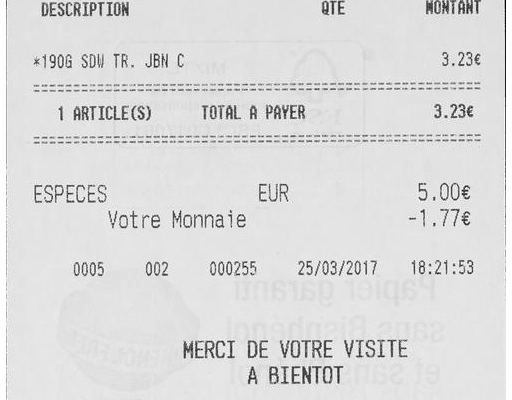 DESCRIPTION QTE MONTANT
*190G SDW TR. JBN C 3.23€
1 ARTICLE(S) TOTAL A PAYER 3.23€
ESPECES EUR 5.00€
Votre Monnaie -1.77€
0005 002 000255 25/03/2017 18:21:53
Papier garanti
sans Bisphénol
et sans phénol
MERCI DE VOTRE VISITE
A BIENTOT